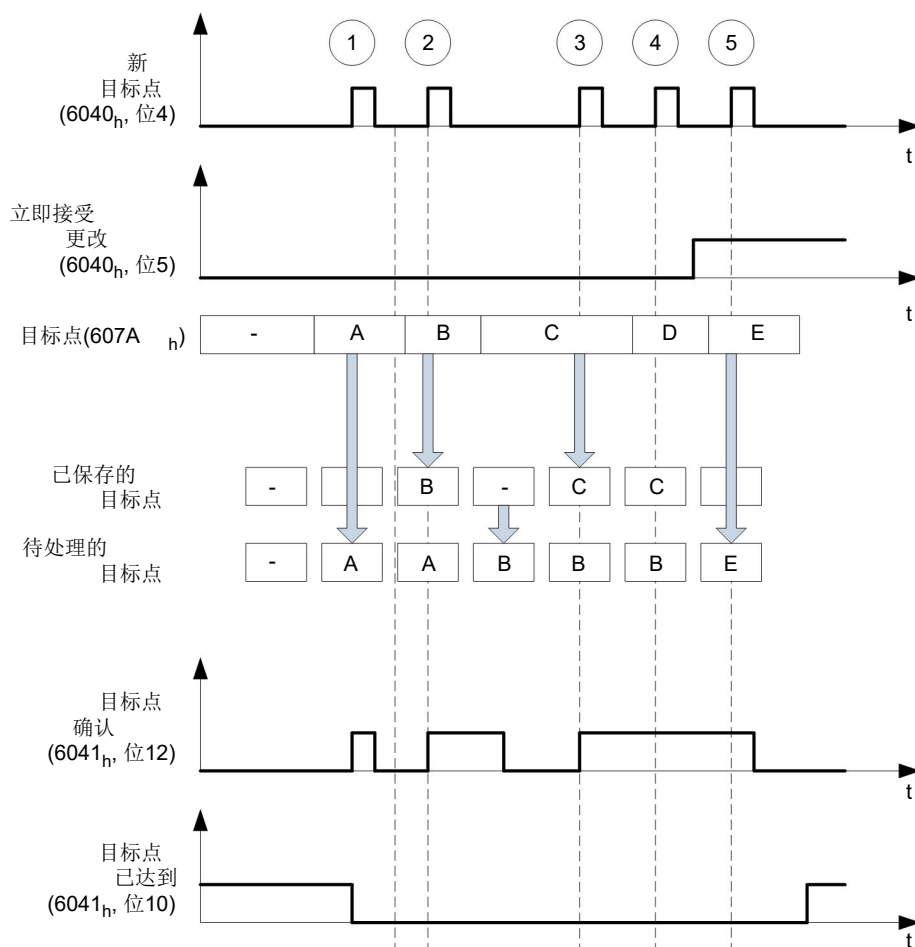 1 2 3 4 5
新
目标点
(6040h, 位4)
t
立即接受
更改
(6040h, 位5)
t
目标点(607A h)
- A B C D E
已保存的
目标点
- B - C C
待处理的
目标点
- A A B B B E
目标点
确认
(6041h, 位12)
t
目标点
已达到
(6041h, 位10)
t